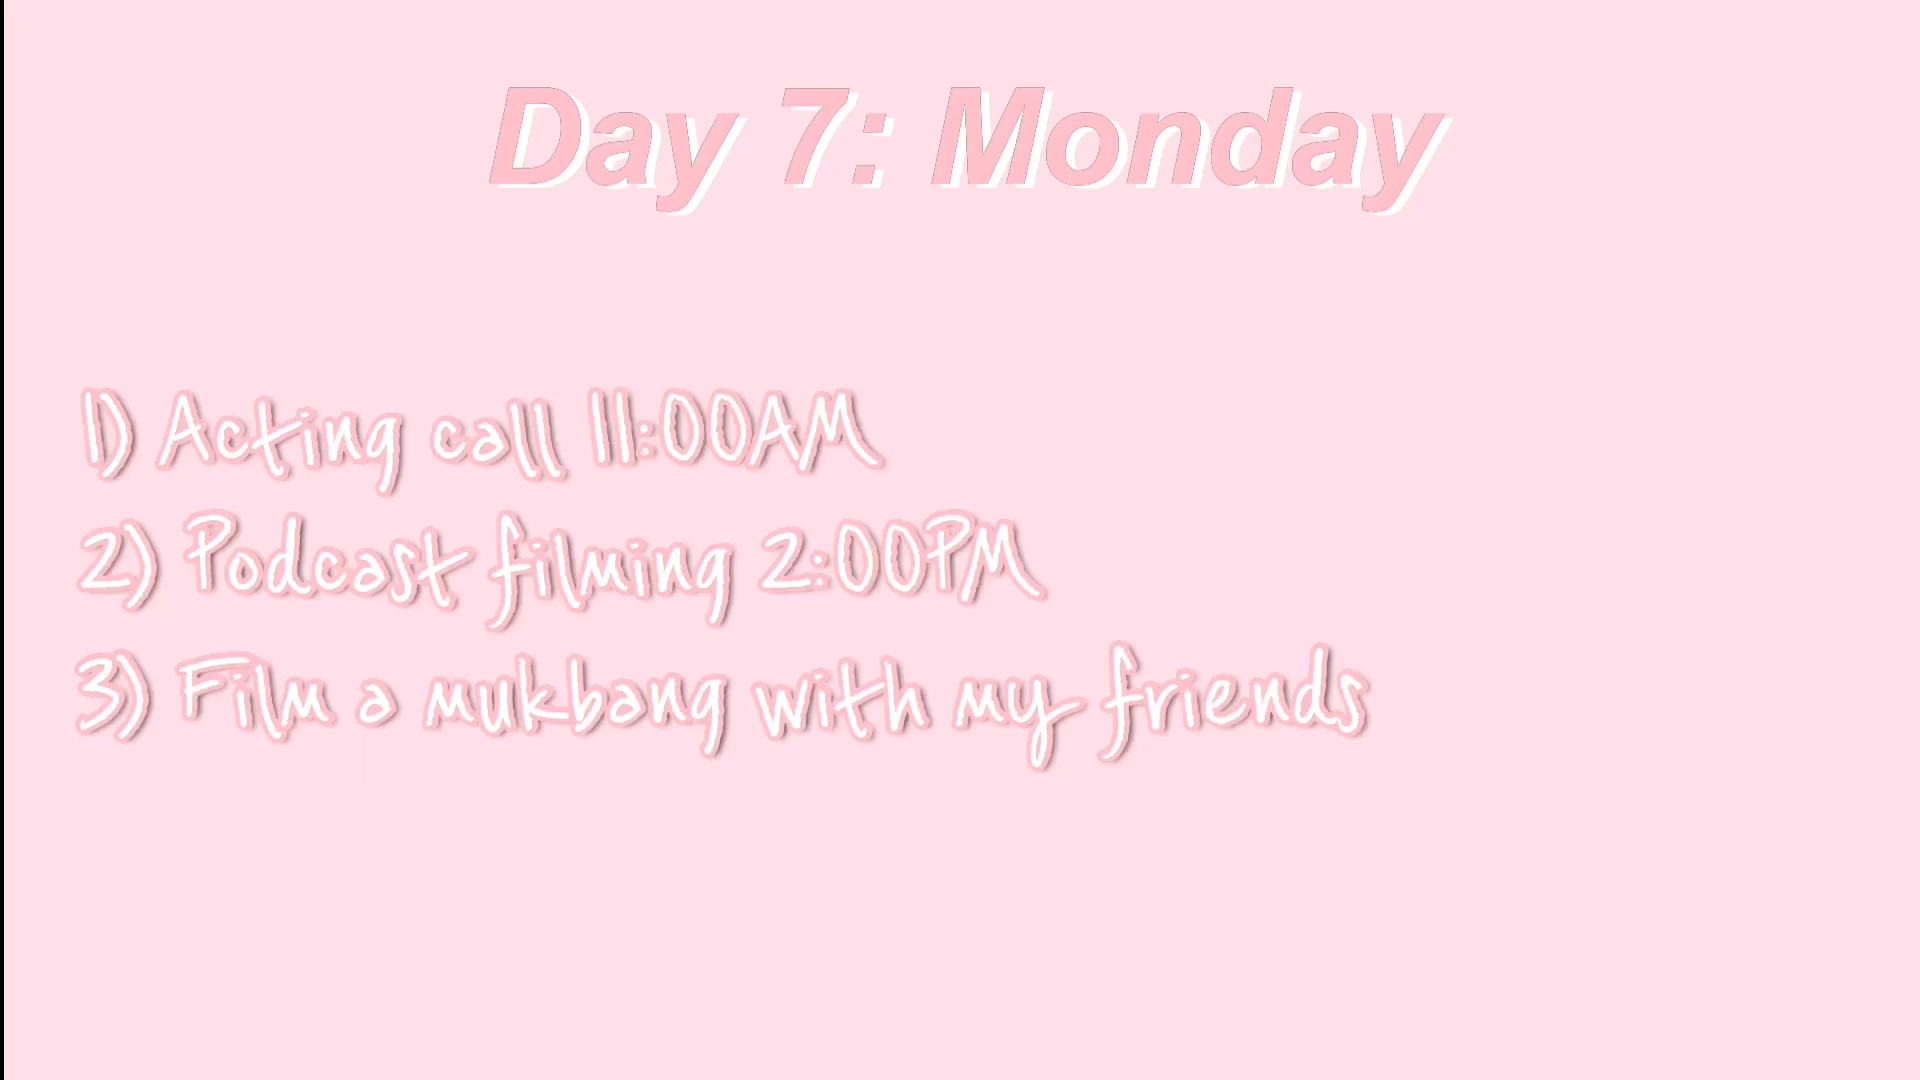 Day 7: Monday
1) Acting call 11:00AM
2) Podcast filming 2:00PM
3) Film a mukbang with my friends